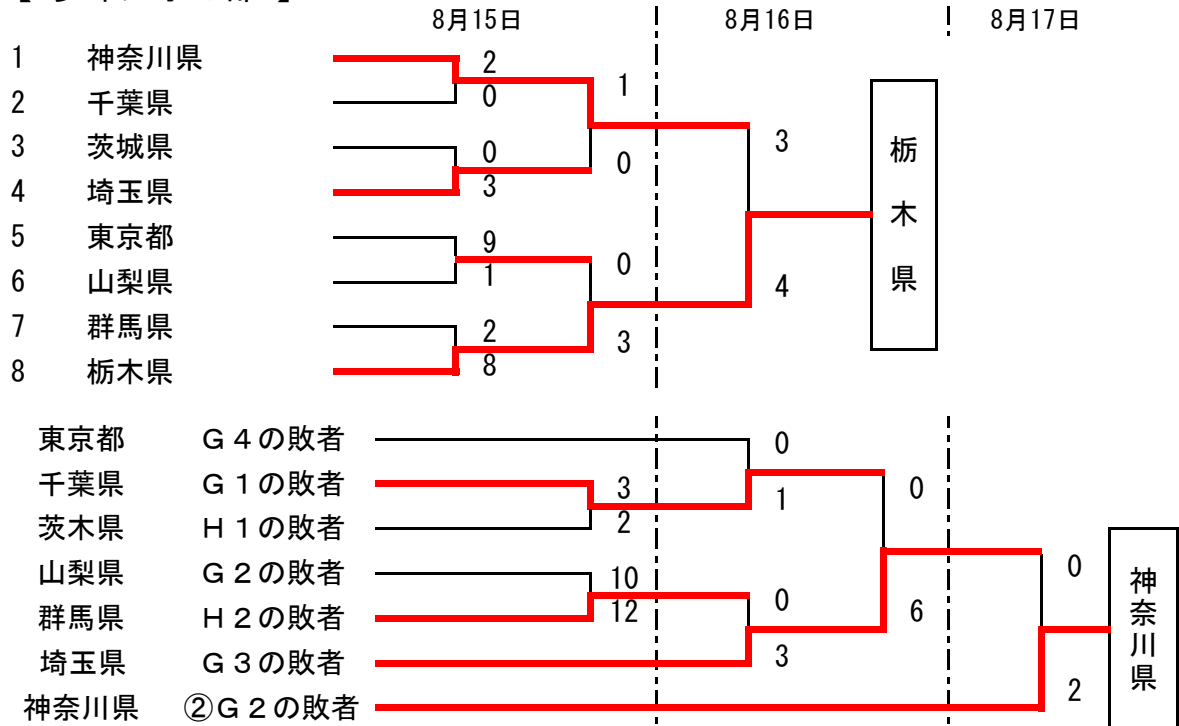 8月15日 8月16日 8月17日
1 神奈川県 2
1
2 千葉県 0
3 茨城県 0
3
0
4 埼玉県 3
5 東京都 9
0
6 山梨県 1
4
7 群馬県 2
3
8 栃木県 8
栃木県
東京都 G4の敗者 0
千葉県 G1の敗者 3
1
0
茨木県 H1の敗者 2
山梨県 G2の敗者 10
0
0
群馬県 H2の敗者 12
6
埼玉県 G3の敗者 3
神奈川県 ②G2の敗者 2
神奈川県